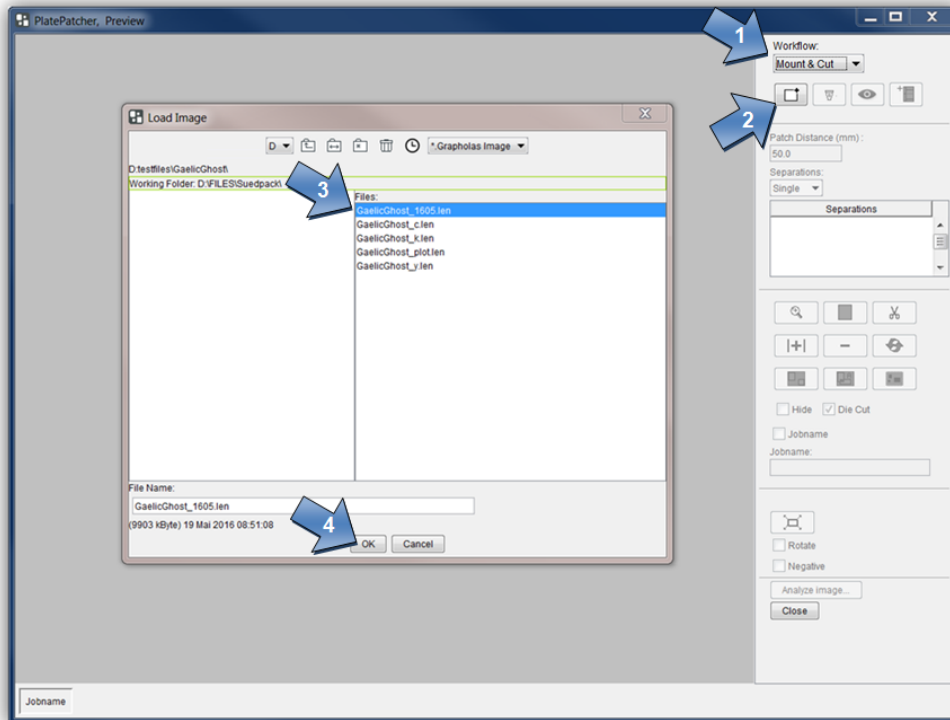 PlatePatcher, Preview
1
Workflow:
Mount & Cut
2
Load Image
D
*.Grapholas Image
D:testfiles\GaelicGhost\
Working Folder: D:\FILES\Suedpack\
3
Files:
GaelicGhost_1605.len
GaelicGhost_c.len
GaelicGhost_k.len
GaelicGhost_plot.len
GaelicGhost_y.len
File Name:
GaelicGhost_1605.len
(9903 kByte) 19 Mai 2016 08:51:08
4
OK Cancel
Patch Distance (mm) :
50.0
Separations:
Single
Separations
Hide Die Cut
Jobname
Jobname:
Rotate
Negative
Analyze image...
Close
Jobname